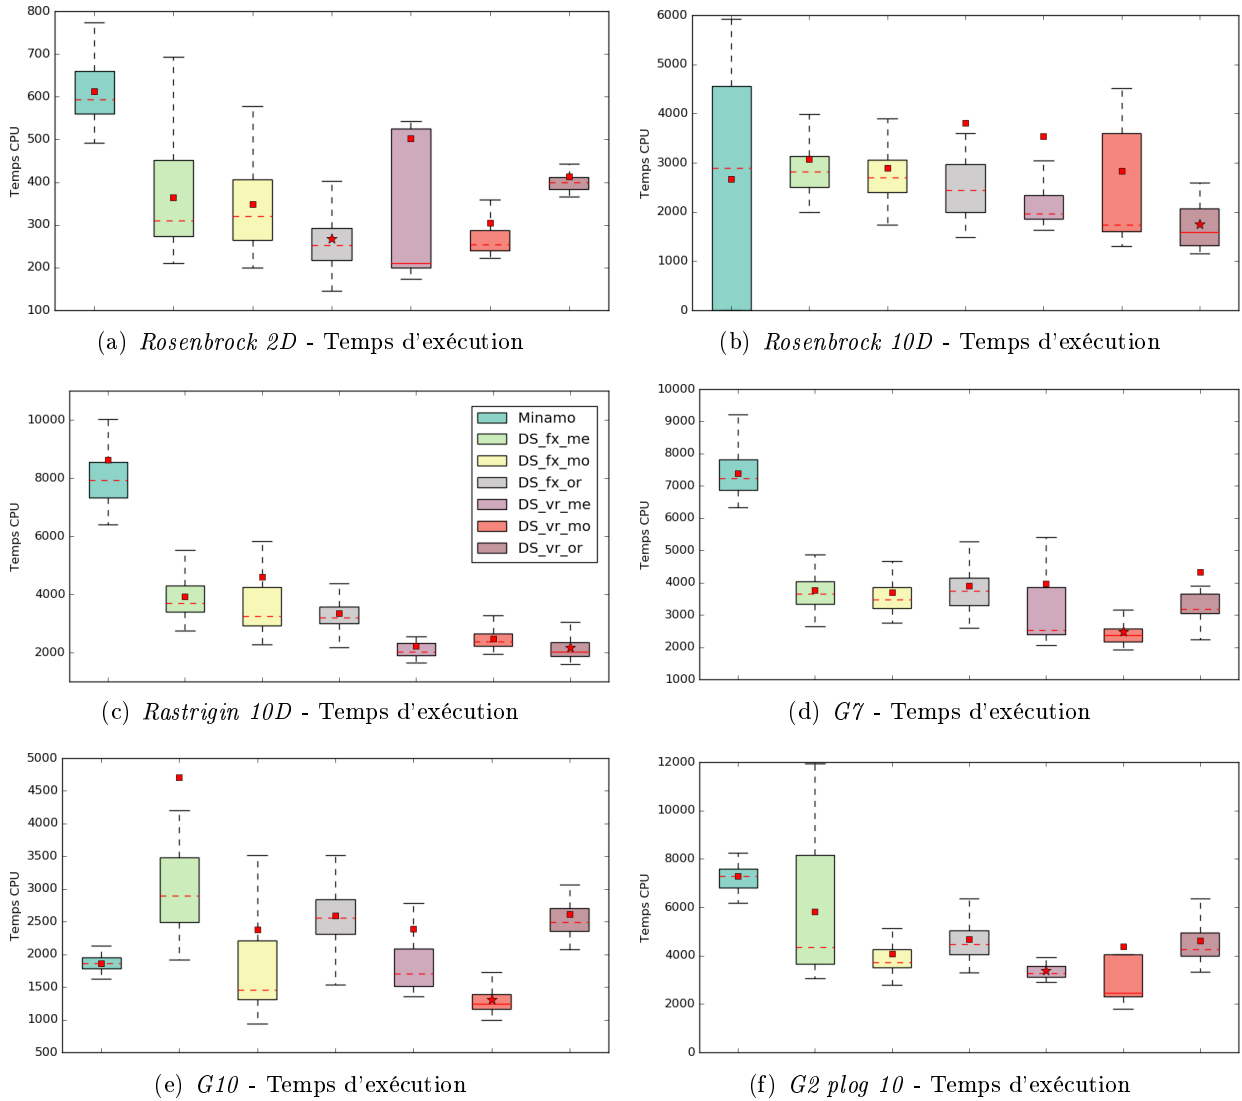 800
700
600
500
400
300
200
100
Temps CPU
(a) Rosenbrock 2D - Temps d'exécution
6000
5000
4000
3000
2000
1000
0
Temps CPU
(b) Rosenbrock 10D - Temps d'exécution
10000
8000
6000
4000
2000
Temps CPU
Minamo
DS_fx_me
DS_fx_mo
DS_fx_or
DS_vr_me
DS_vr_mo
DS_vr_or
(c) Rastrigin 10D - Temps d'exécution
10000
9000
8000
7000
6000
5000
4000
3000
2000
1000
Temps CPU
(d) G7 - Temps d'exécution
5000
4500
4000
3500
3000
2500
2000
1500
1000
500
Temps CPU
(e) G10 - Temps d'exécution
12000
10000
8000
6000
4000
2000
0
Temps CPU
(f) G2 plog 10 - Temps d'exécution